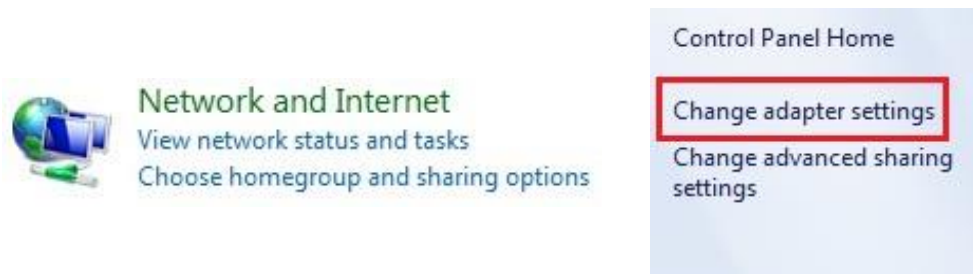 Network and Internet
View network status and tasks
Choose homegroup and sharing options
Control Panel Home
Change adapter settings
Change advanced sharing
settings